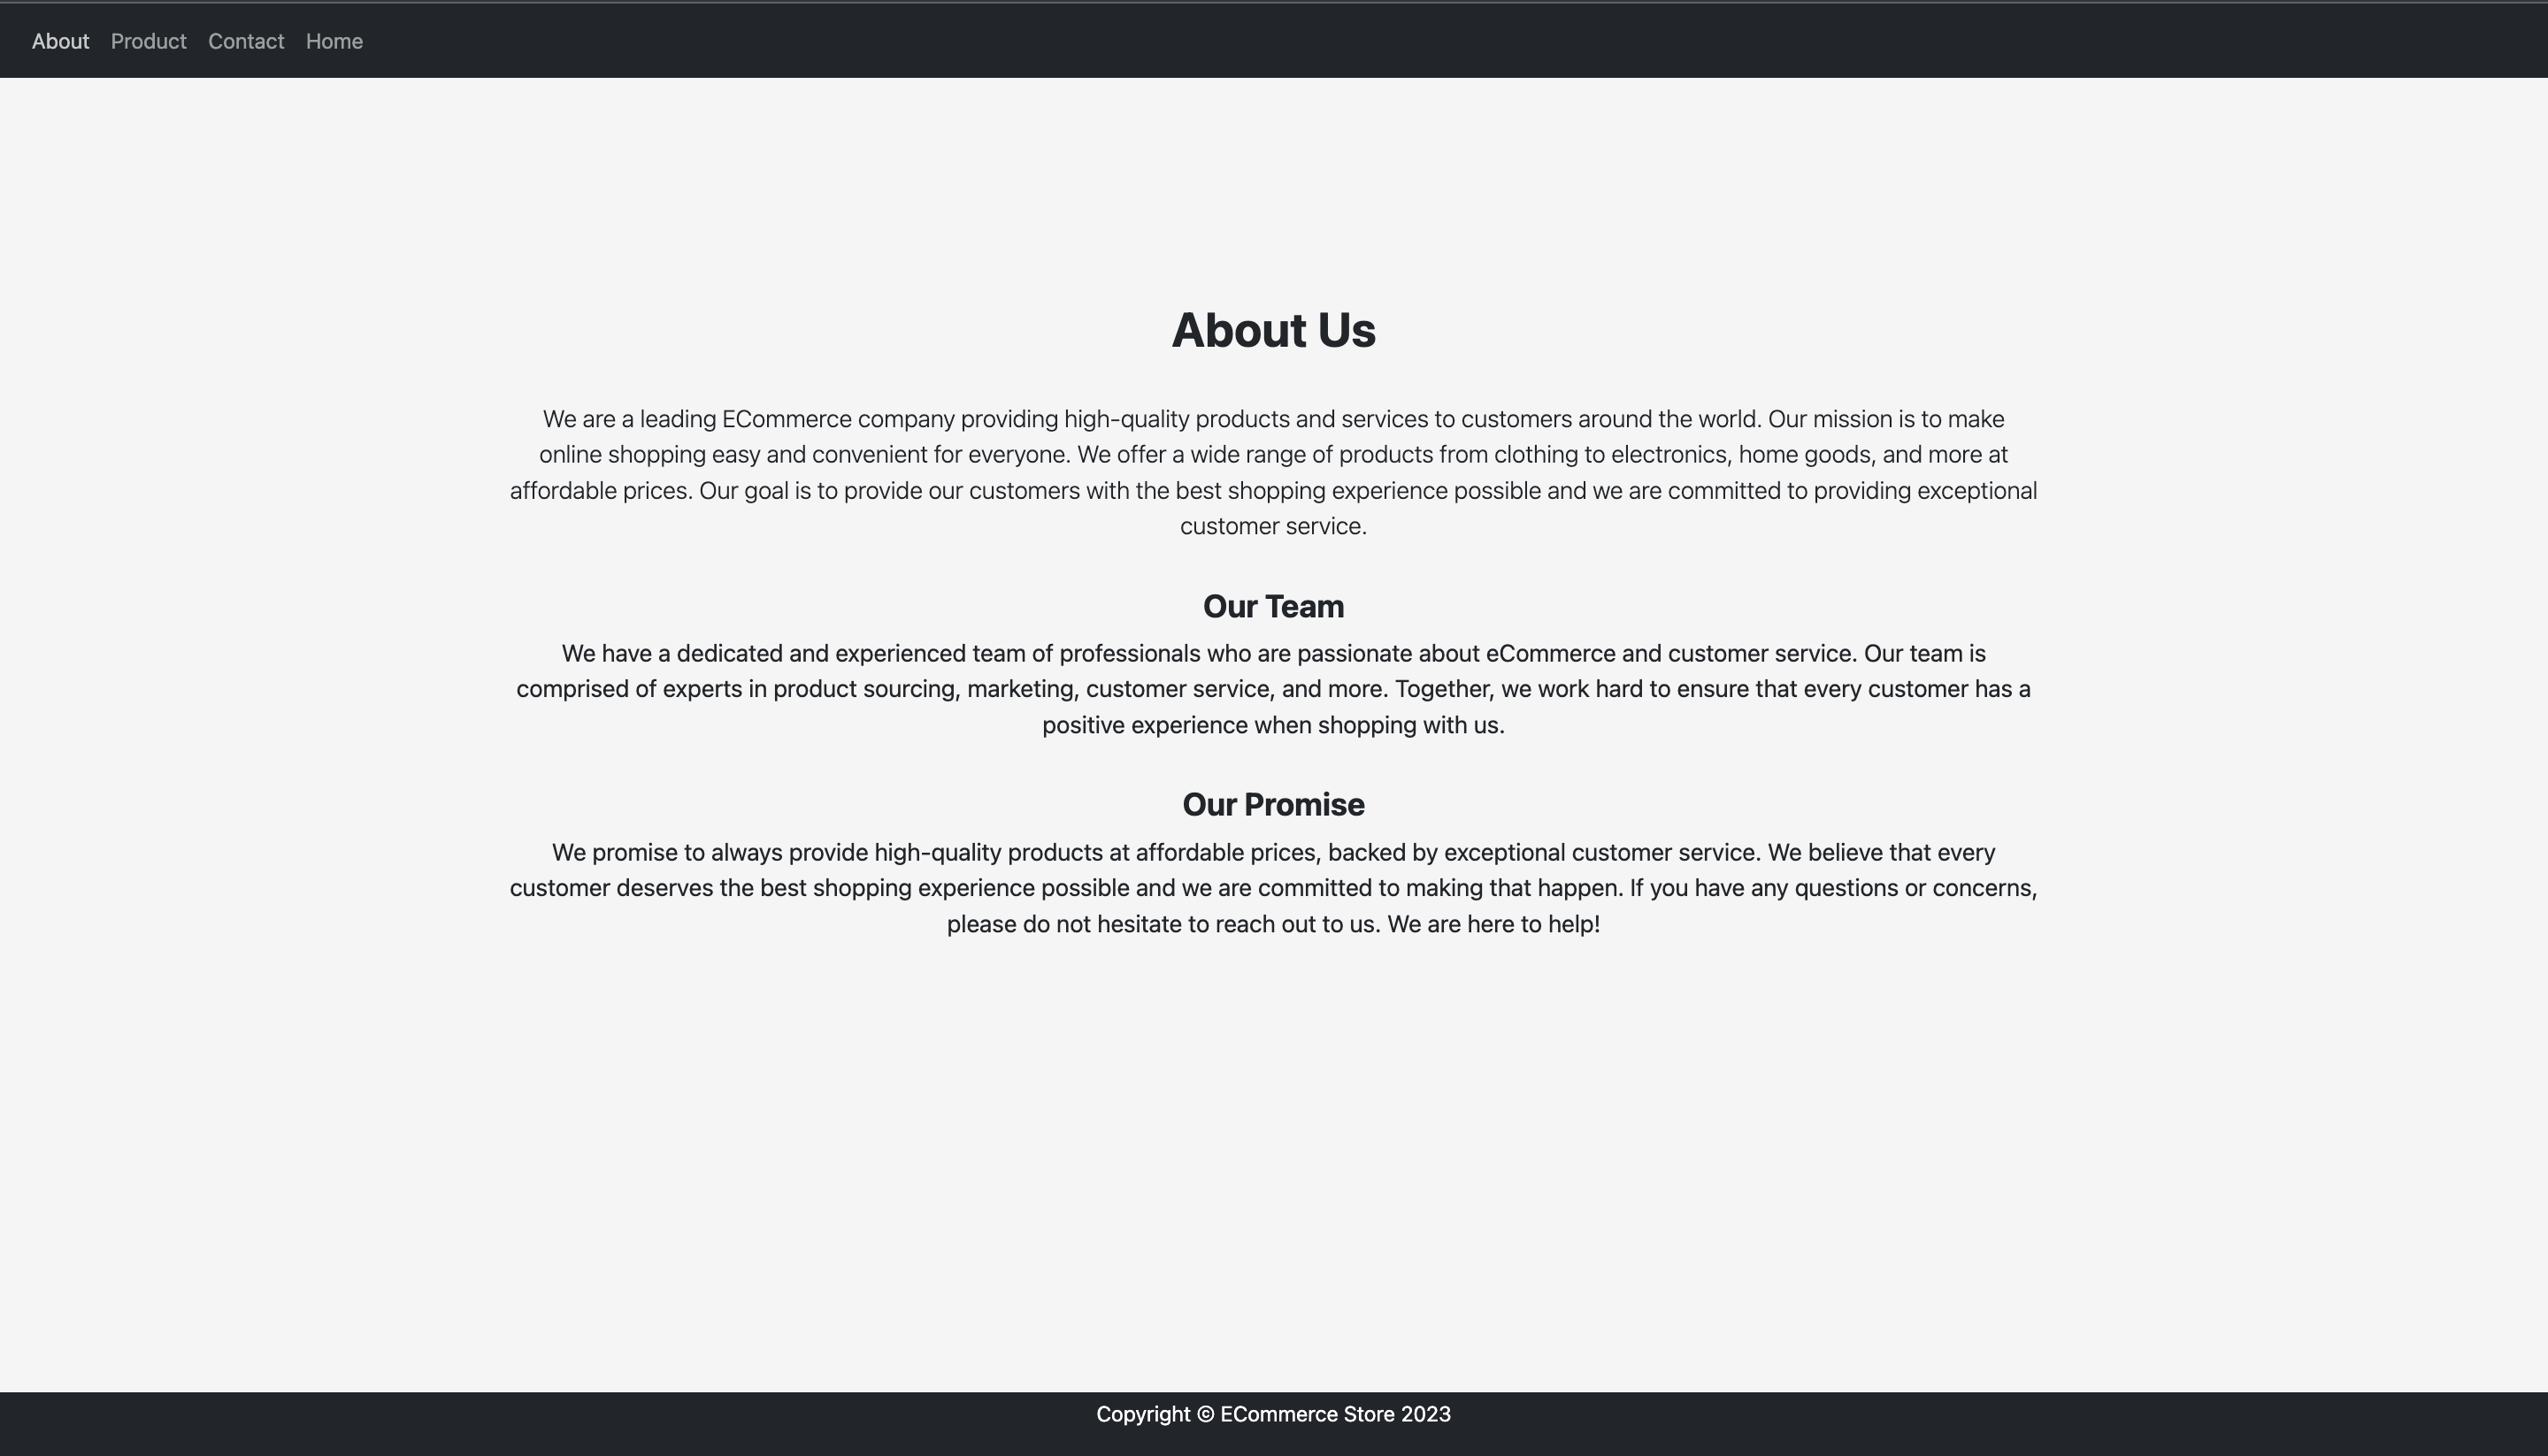 About Product Contact Home
About Us
We are a leading ECommerce company providing high-quality products and services to customers around the world. Our mission is to make
online shopping easy and convenient for everyone. We offer a wide range of products from clothing to electronics, home goods, and more at
affordable prices. Our goal is to provide our customers with the best shopping experience possible and we are committed to providing exceptional
customer service.
Our Team
We have a dedicated and experienced team of professionals who are passionate about eCommerce and customer service. Our team is
comprised of experts in product sourcing, marketing, customer service, and more. Together, we work hard to ensure that every customer has a
positive experience when shopping with us.
Our Promise
We promise to always provide high-quality products at affordable prices, backed by exceptional customer service. We believe that every
customer deserves the best shopping experience possible and we are committed to making that happen. If you have any questions or concerns,
please do not hesitate to reach out to us. We are here to help!
Copyright © ECommerce Store 2023